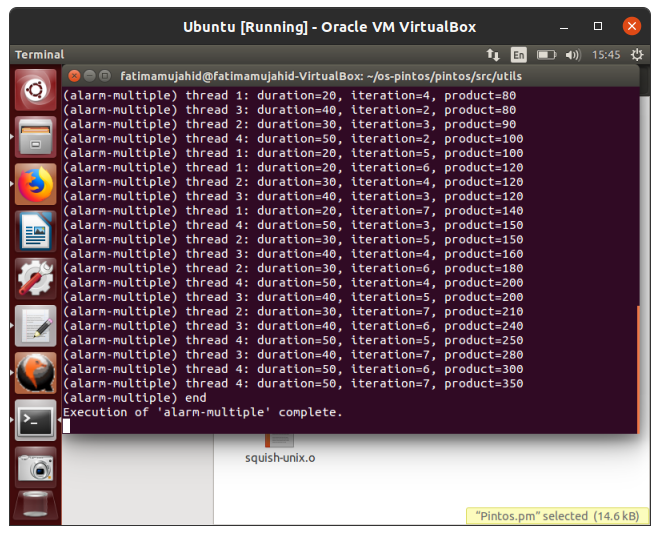 Ubuntu [Running] - Oracle VM VirtualBox
Terminal
En
15:45
fatimamujahid@fatimamujahid-VirtualBox: ~/os-pintos/pintos/src/utils
(alarm-multiple) thread 1: duration=20, iteration=4, product=80
(alarm-multiple) thread 3: duration=40, iteration=2, product=80
(alarm-multiple) thread 2: duration=30, iteration=3, product=90
(alarm-multiple) thread 4: duration=50, iteration=2, product=100
(alarm-multiple) thread 1: duration=20, iteration=5, product=100
(alarm-multiple) thread 1: duration=20, iteration=6, product=120
(alarm-multiple) thread 2: duration=30, iteration=4, product=120
(alarm-multiple) thread 3: duration=40, iteration=3, product=120
(alarm-multiple) thread 1: duration=20, iteration=7, product=140
(alarm-multiple) thread 4: duration=50, iteration=3, product=150
(alarm-multiple) thread 2: duration=30, iteration=5, product=150
(alarm-multiple) thread 3: duration=40, iteration=4, product=160
(alarm-multiple) thread 2: duration=30, iteration=6, product=180
(alarm-multiple) thread 4: duration=50, iteration=4, product=200
(alarm-multiple) thread 3: duration=40, iteration=5, product=200
(alarm-multiple) thread 2: duration=30, iteration=7, product=210
(alarm-multiple) thread 3: duration=40, iteration=6, product=240
(alarm-multiple) thread 4: duration=50, iteration=5, product=250
(alarm-multiple) thread 3: duration=40, iteration=7, product=280
(alarm-multiple) thread 4: duration=50, iteration=6, product=300
(alarm-multiple) thread 4: duration=50, iteration=7, product=350
(alarm-multiple) end
Execution of 'alarm-multiple' complete.
squish-unix.o
“Pintos.pm” selected (14.6 kB)